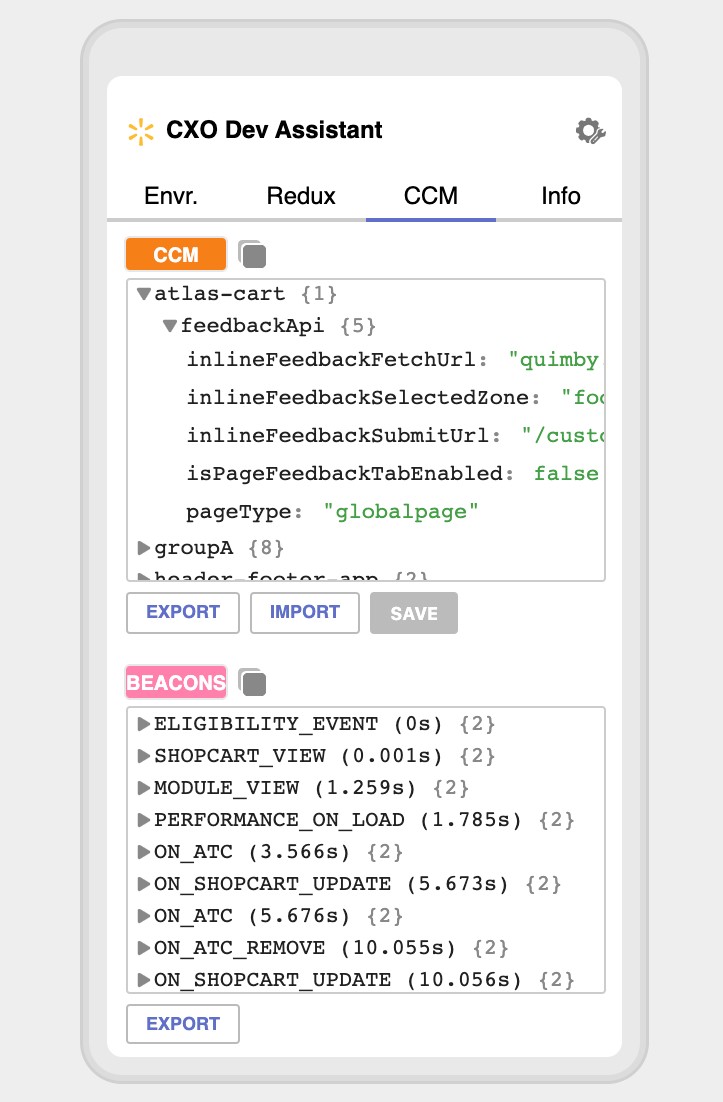 CXO Dev Assistant
Envr. Redux CCM Info
CCM
atlas-cart {1}
feedbackApi {5}
inlineFeedbackFetchUrl: "quimby
inlineFeedbackSelectedZone: "foo
inlineFeedbackSubmitUrl: "/custo
isPageFeedbackTabEnabled: false
pageType: "globalpage"
groupA {8}
header-footer-app {2}
EXPORT IMPORT SAVE
BEACONS
ELIGIBILITY_EVENT (0s) {2}
SHOPCART_VIEW (0.001s) {2}
MODULE_VIEW (1.259s) {2}
PERFORMANCE_ON_LOAD (1.785s) {2}
ON_ATC (3.566s) {2}
ON_SHOPCART_UPDATE (5.673s) {2}
ON_ATC (5.676s) {2}
ON_ATC_REMOVE (10.055s) {2}
ON_SHOPCART_UPDATE (10.056s) {2}
EXPORT